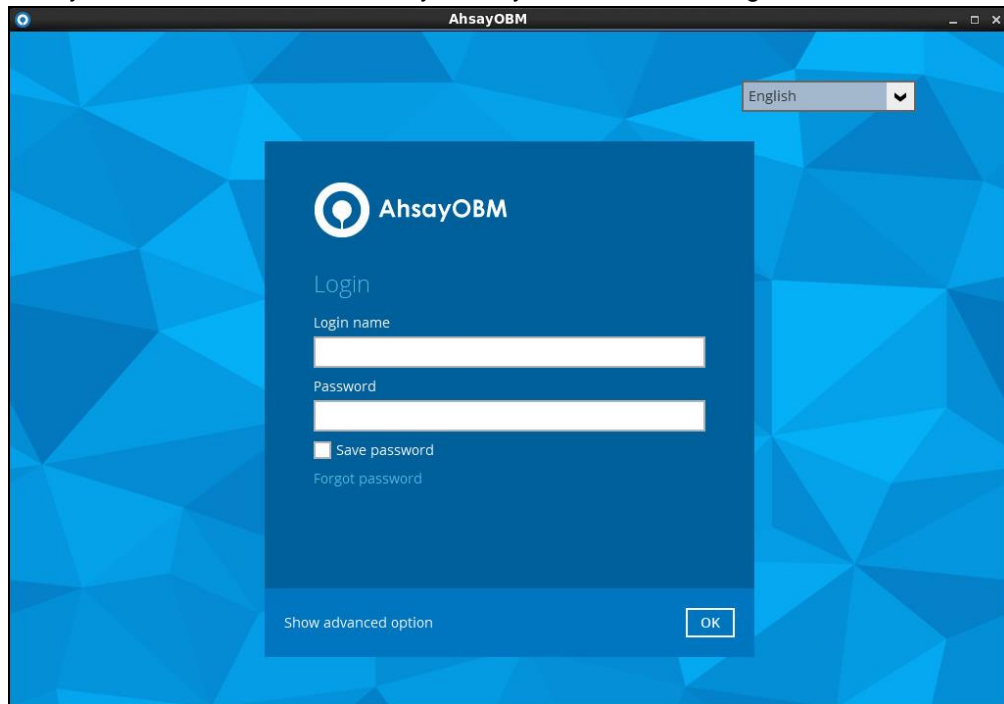 AhsayOBM
English
AhsayOBM
Login
Login name
Password
Save password
Forgot password
Show advanced option
OK